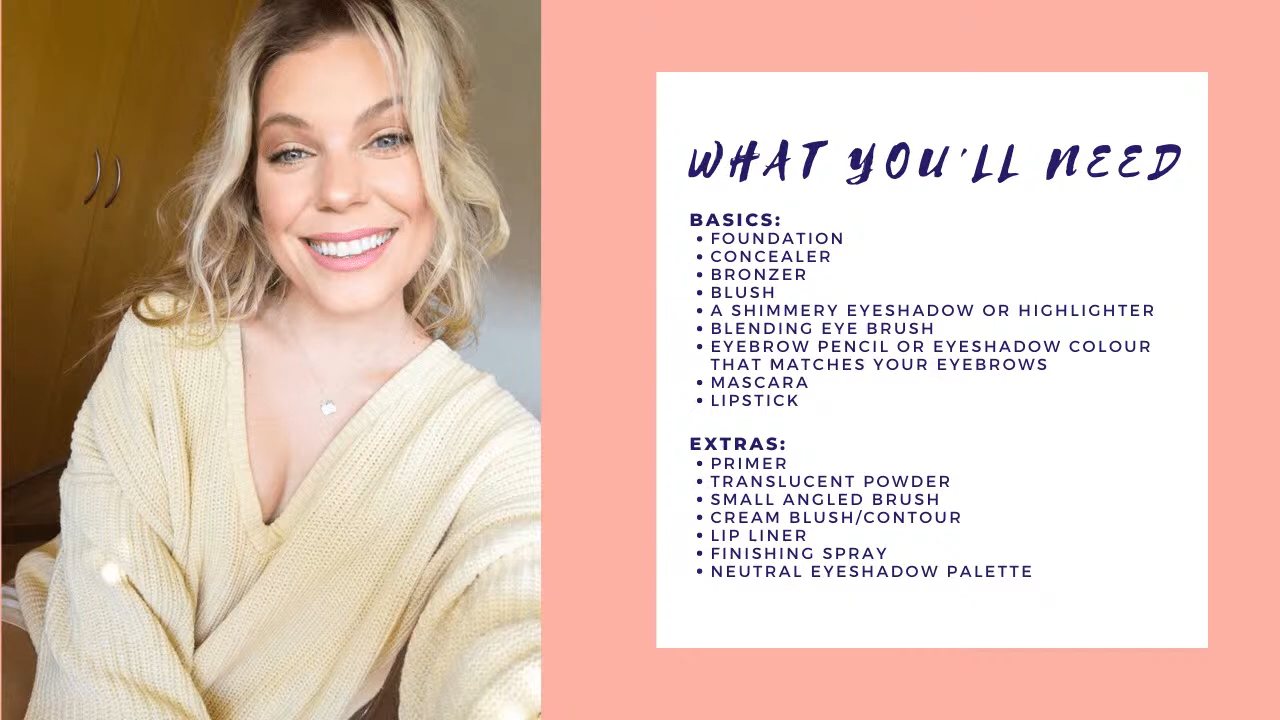 WHAT YOU'LL NEED
BASICS:
• FOUNDATION
• CONCEALER
• BRONZER
• BLUSH
• A SHIMMERY EYESHADOW OR HIGHLIGHTER
• BLENDING EYE BRUSH
• EYEBROW PENCIL OR EYESHADOW COLOUR
THAT MATCHES YOUR EYEBROWS
• MASCARA
• LIPSTICK
EXTRAS:
• PRIMER
• TRANSLUCENT POWDER
• SMALL ANGLED BRUSH
• CREAM BLUSH/CONTOUR
• LIP LINER
• FINISHING SPRAY
• NEUTRAL EYESHADOW PALETTE